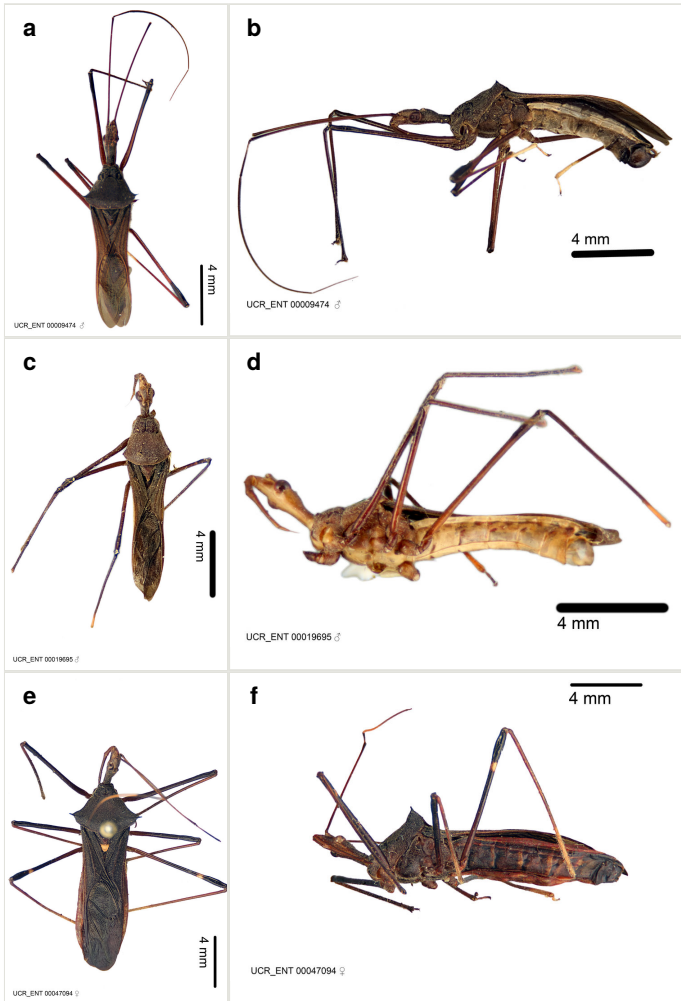 a
4 mm
UCR_ENT 00009474 ♂
b
4 mm
UCR_ENT 00009474 ♂
c
4 mm
UCR_ENT 00019695 ♂
d
4 mm
UCR_ENT 00019695 ♂
e
4 mm
UCR_ENT 00047094 ♀
f
4 mm
UCR_ENT 00047094 ♀